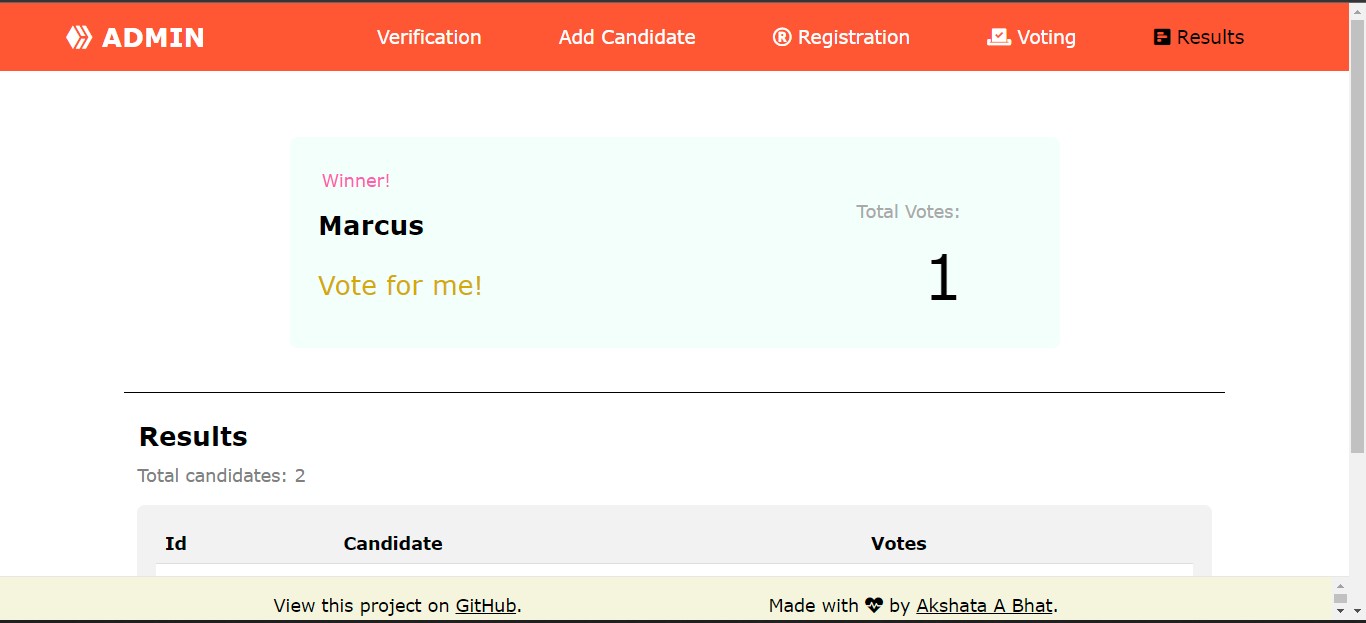 ADMIN Verification Add Candidate ® Registration Voting Results
Winner!
Marcus
Total Votes:
Vote for me!
1
Results
Total candidates: 2
Id Candidate Votes
View this project on GitHub. Made with by Akshata A Bhat.